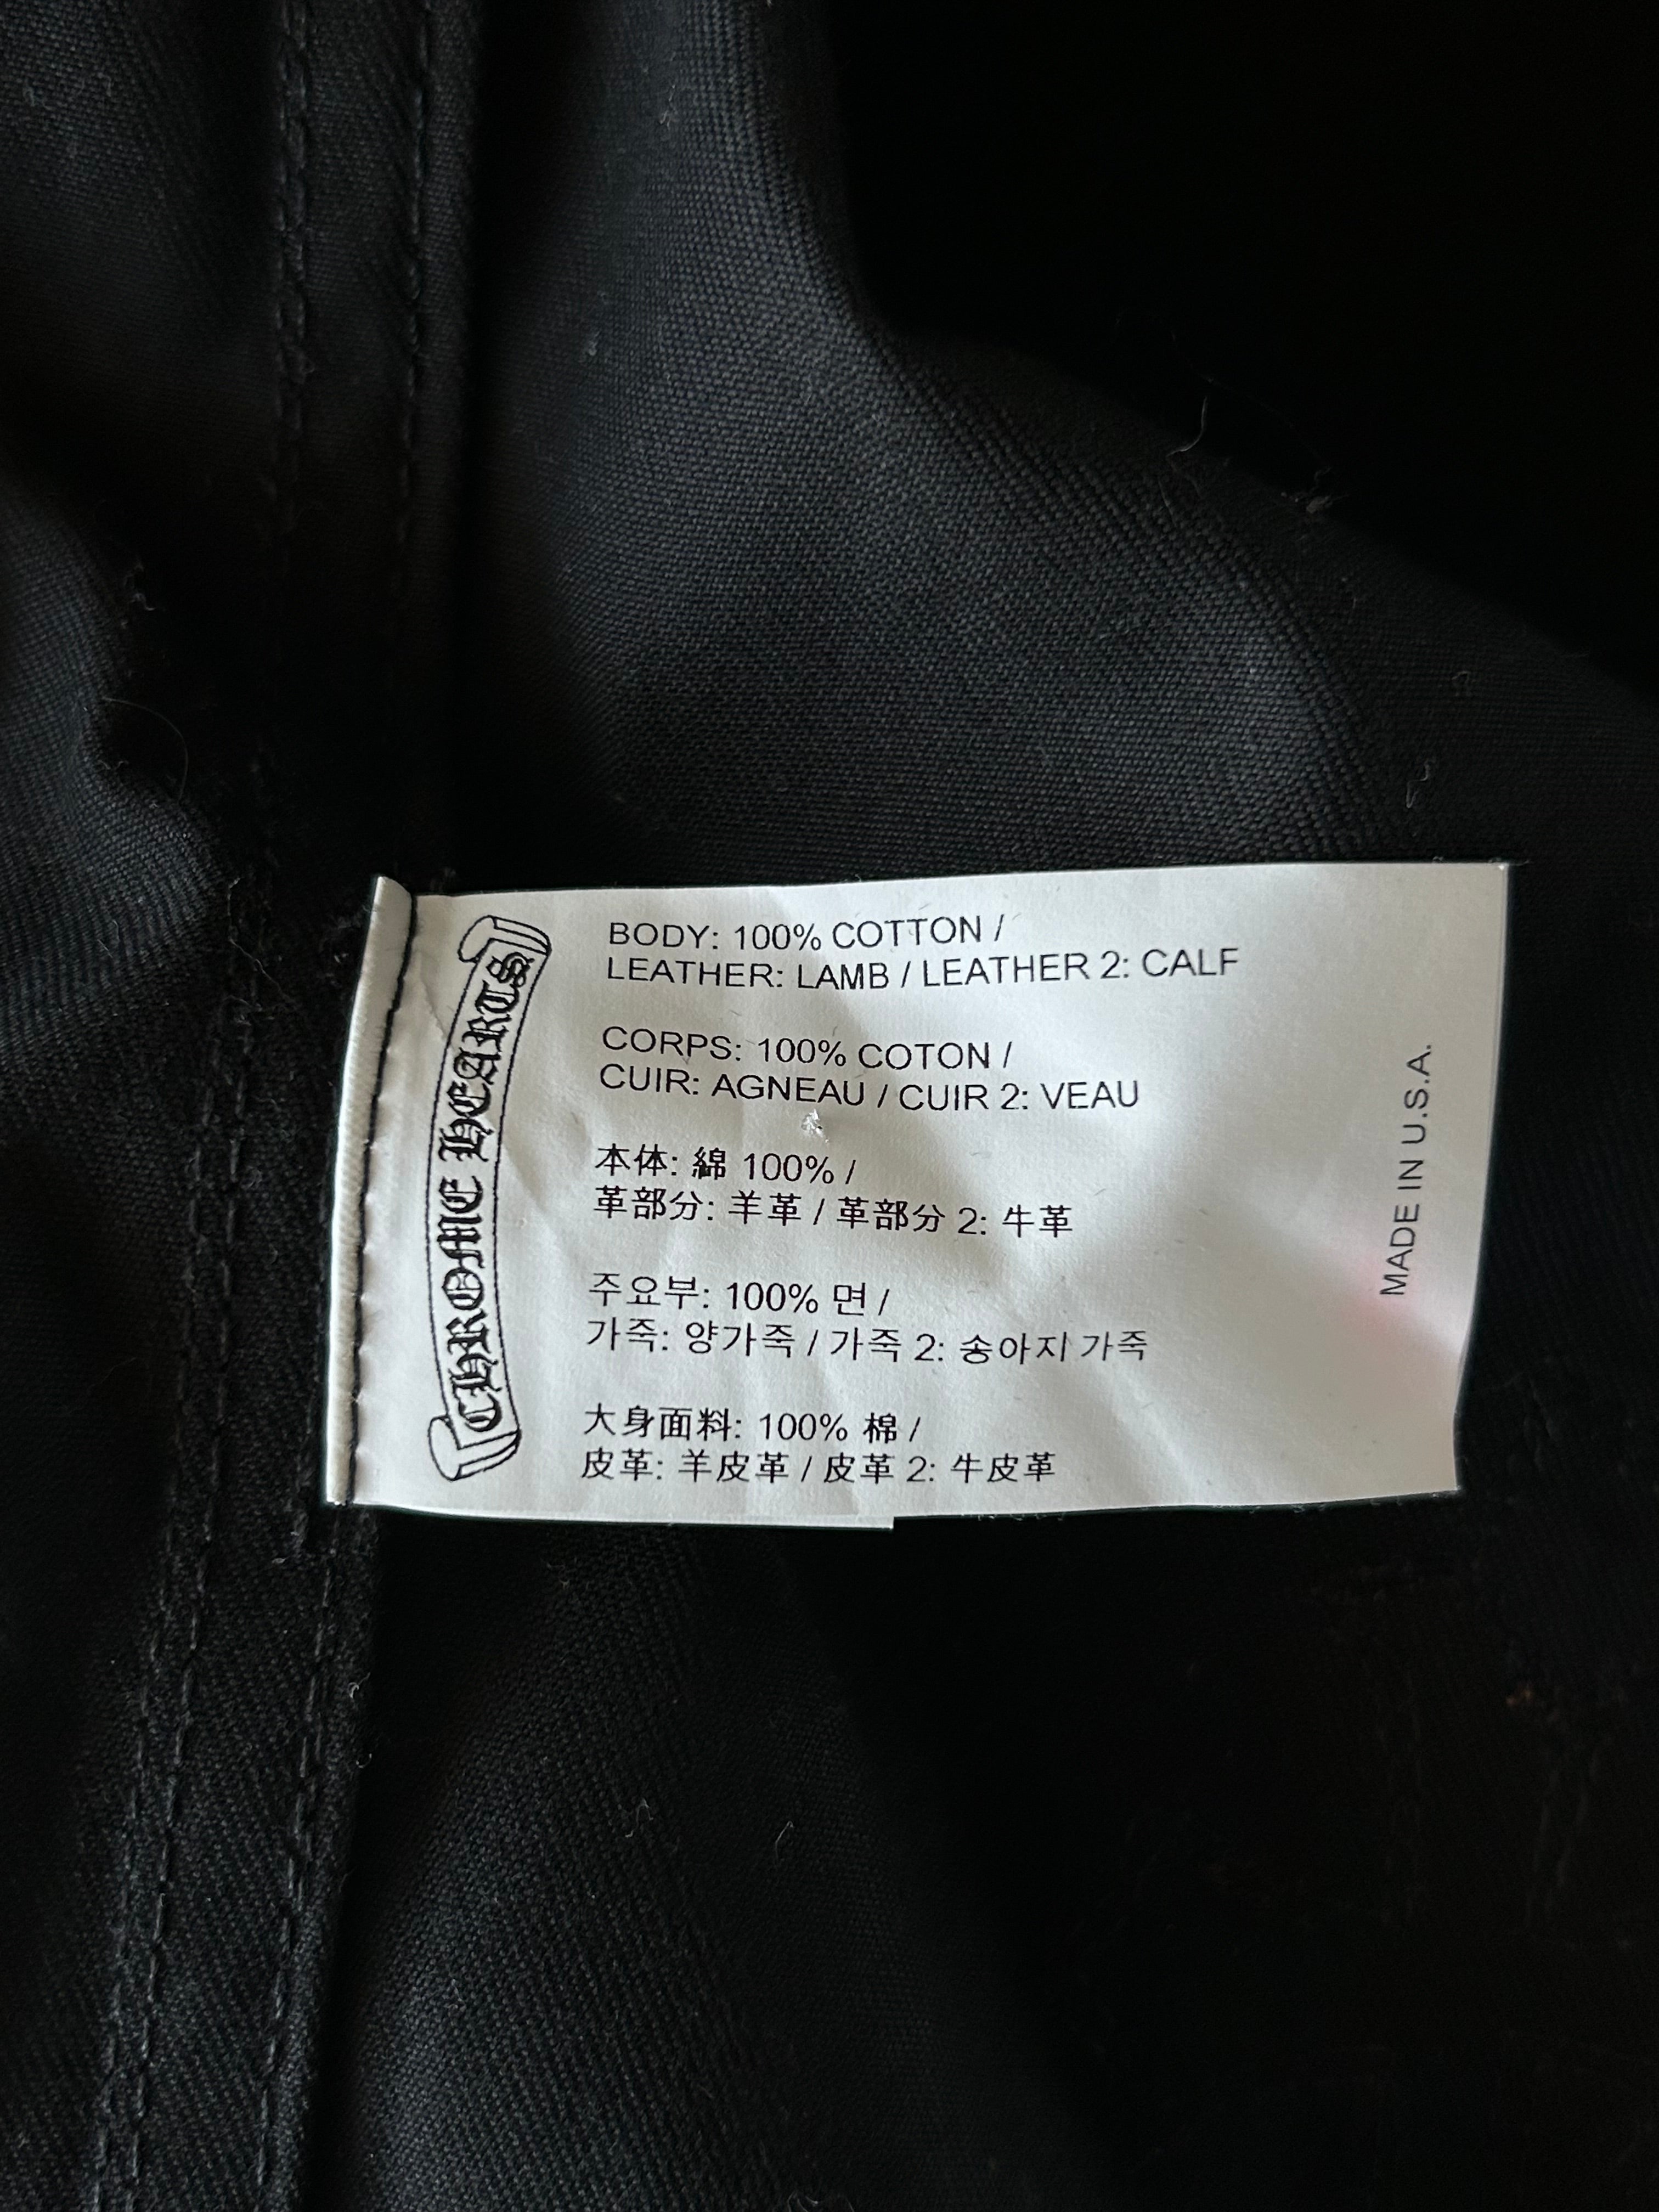 CHROME HEARTS
BODY: 100% COTTON /
LEATHER: LAMB / LEATHER 2: CALF
CORPS: 100% COTON /
CUIR: AGNEAU / CUIR 2: VEAU
本体: 綿 100% /
革部分: 羊革 / 革部分 2: 牛革
주요부: 100% 면 /
가죽: 양가죽 / 가죽 2: 송아지 가죽
大身面料: 100% 棉 /
皮革: 羊皮革 / 皮革 2: 牛皮革
MADE IN U.S.A.